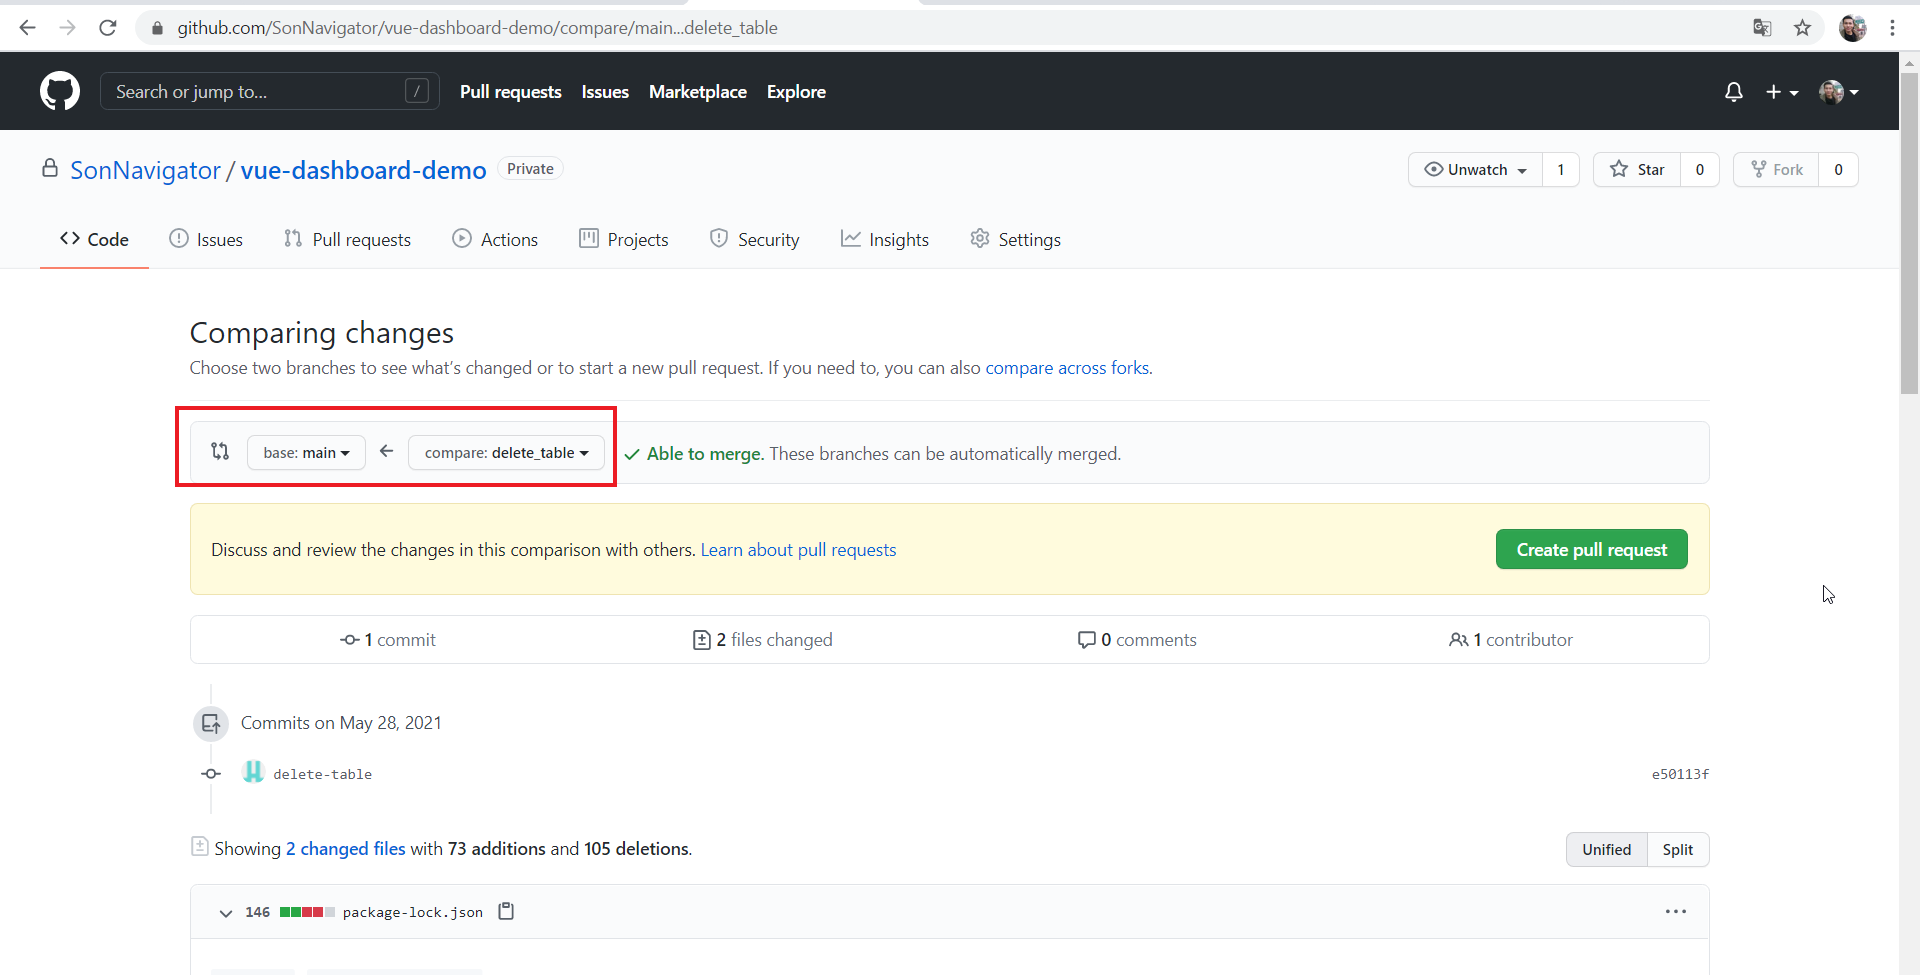 github.com/SonNavigator/vue-dashboard-demo/compare/main...delete_table
Search or jump to... / Pull requests Issues Marketplace Explore
SonNavigator / vue-dashboard-demo Private Unwatch 1 Star 0 Fork 0
Code Issues Pull requests Actions Projects Security Insights Settings
Comparing changes
Choose two branches to see what's changed or to start a new pull request. If you need to, you can also compare across forks.
base: main compare: delete_table Able to merge. These branches can be automatically merged.
Discuss and review the changes in this comparison with others. Learn about pull requests Create pull request
1 commit 2 files changed 0 comments 1 contributor
Commits on May 28, 2021
delete-table e50113f
Showing 2 changed files with 73 additions and 105 deletions. Unified Split
146 package-lock.json